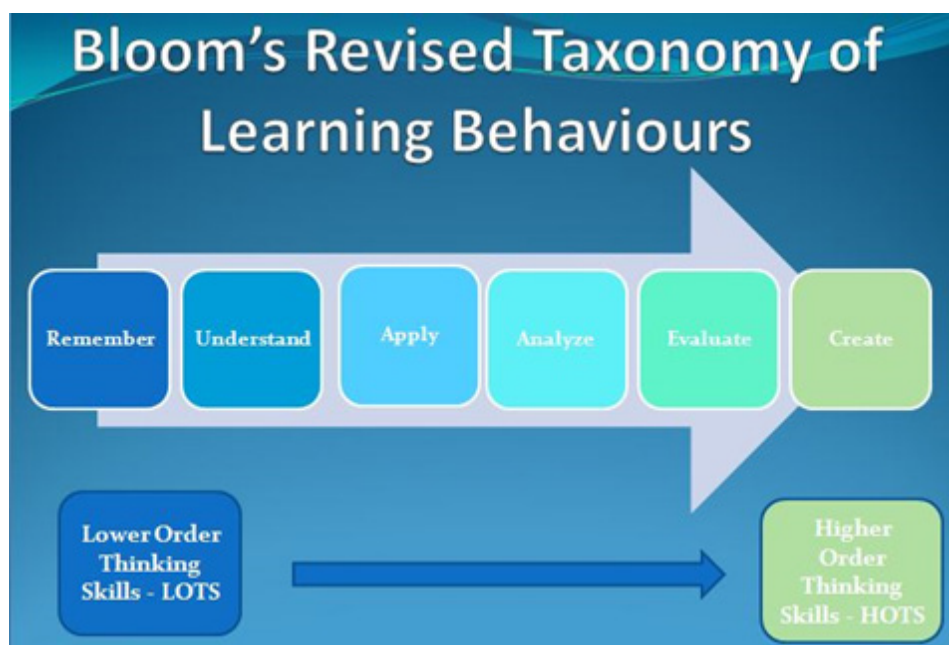 Bloom's Revised Taxonomy of
Learning Behaviours
Remember
Understand
Apply
Analyze
Evaluate
Create
Lower Order
Thinking
Skills - LOTS
Higher
Order
Thinking
Skills - HOTS